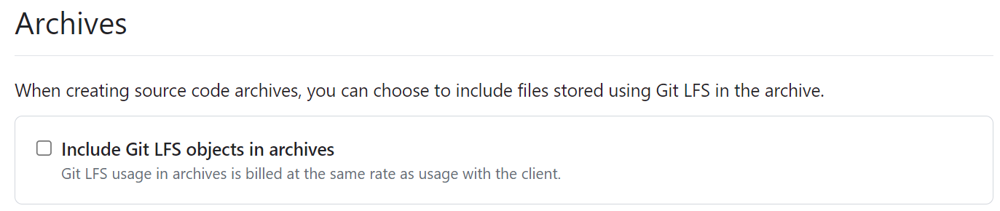 Archives
When creating source code archives, you can choose to include files stored using Git LFS in the archive.
Include Git LFS objects in archives
Git LFS usage in archives is billed at the same rate as usage with the client.